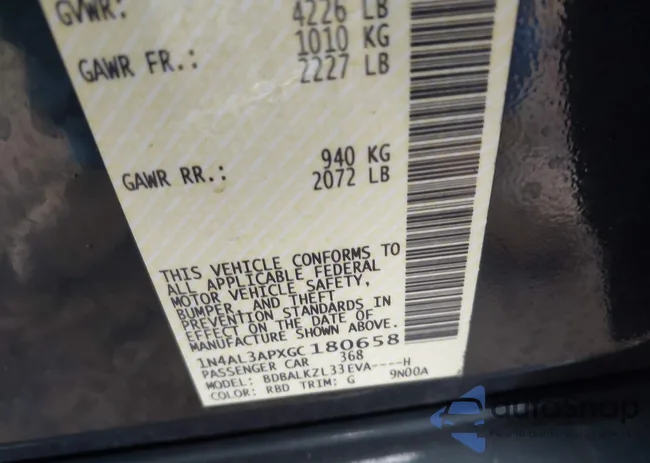 GVWR: 4226 LB
1010 KG
GAWR FR.: 2227 LB
940 KG
GAWR RR.: 2072 LB
THIS VEHICLE CONFORMS TO
ALL APPLICABLE FEDERAL
MOTOR VEHICLE SAFETY,
BUMPER, AND THEFT
PREVENTION STANDARDS IN
EFFECT ON THE DATE OF
MANUFACTURE SHOWN ABOVE.
1N4AL3APXGC180658
PASSENGER CAR 368
MODEL: BDBALKZL33EVA----H
COLOR: RBD TRIM: G 9N00A
autoSnap